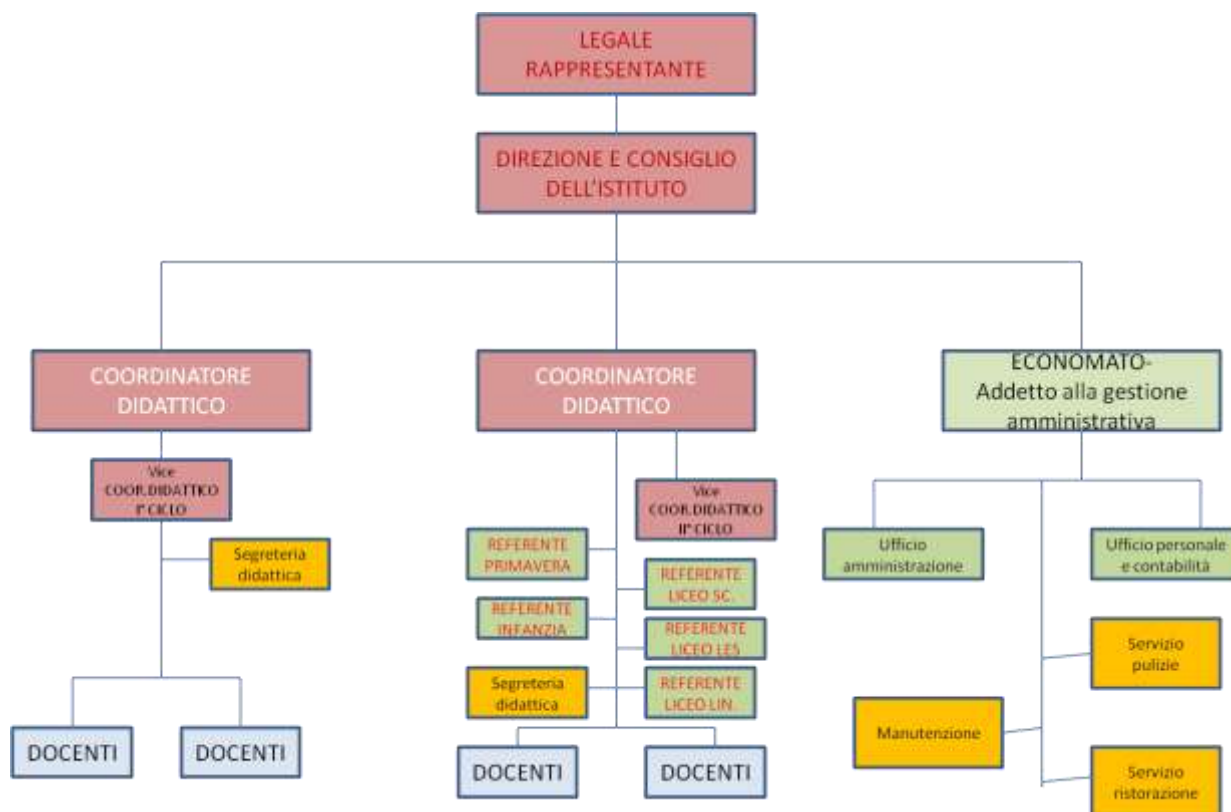 LEGALE
RAPPRESENTANTE
DIREZIONE E CONSIGLIO
DELL'ISTITUTO
COORDINATORE
DIDATTICO
COORDINATORE
DIDATTICO
ECONOMATO-
Addetto alla gestione
amministrativa
Vice
COOR.DIDATTICO
I° CICLO
Vice
COOR.DIDATTICO
II° CICLO
Segreteria
didattica
REFERENTE
PRIMAVERA
REFERENTE
LICEO SC.
REFERENTE
INFANZIA
REFERENTE
LICEO LES
Segreteria
didattica
REFERENTE
LICEO LIN.
Ufficio
amministrazione
Ufficio personale
e contabilità
Servizio
pulizie
Manutenzione
Servizio
ristorazione
DOCENTI
DOCENTI
DOCENTI
DOCENTI